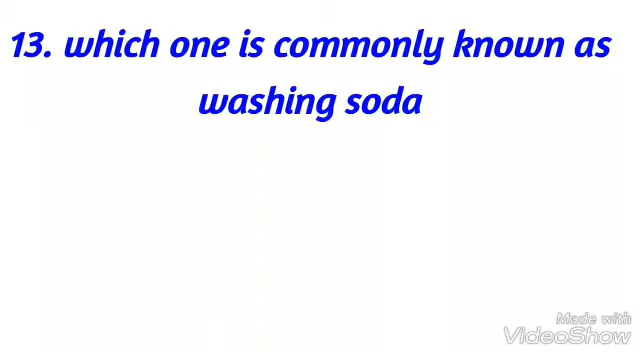 13. which one is commonly known as
washing soda
Made with
VideoShow